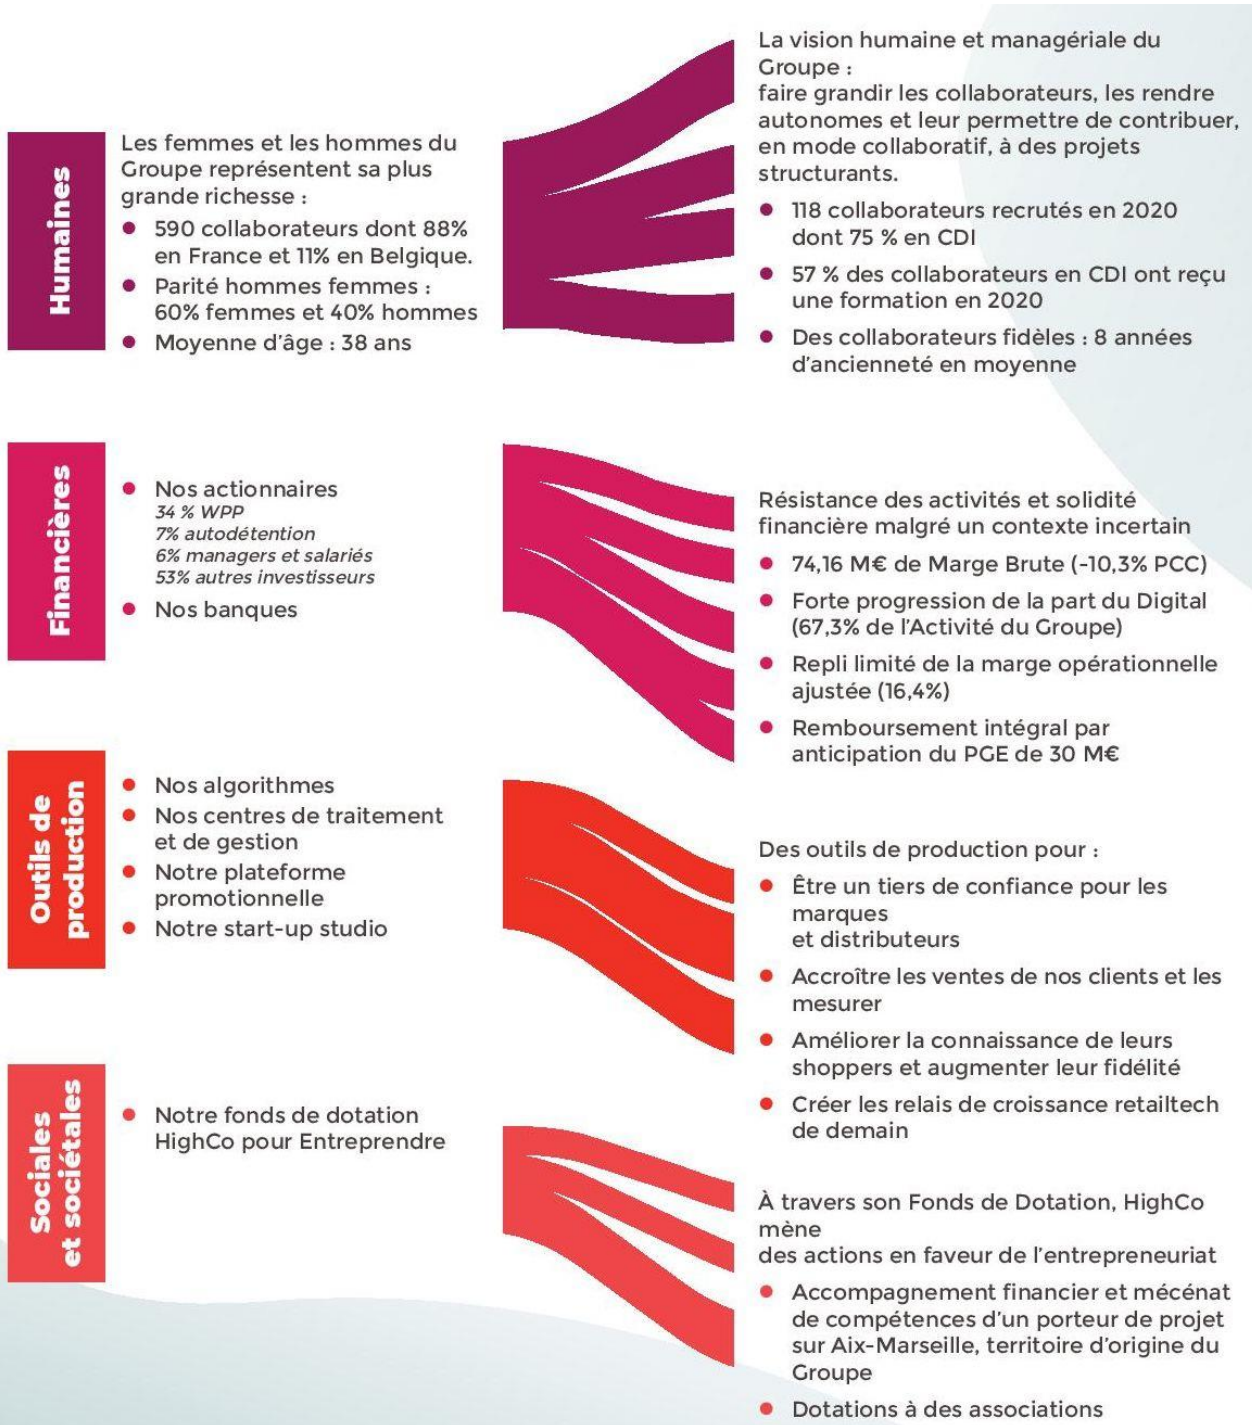 Humaines
Les femmes et les hommes du
Groupe représentent sa plus
grande richesse :
• 590 collaborateurs dont 88%
en France et 11% en Belgique.
• Parité hommes femmes :
60% femmes et 40% hommes
• Moyenne d'âge : 38 ans
La vision humaine et managériale du
Groupe :
faire grandir les collaborateurs, les rendre
autonomes et leur permettre de contribuer,
en mode collaboratif, à des projets
structurants.
• 118 collaborateurs recrutés en 2020
dont 75 % en CDI
• 57 % des collaborateurs en CDI ont reçu
une formation en 2020
• Des collaborateurs fidèles : 8 années
d'ancienneté en moyenne
Financières
• Nos actionnaires
34 % WPP
7% autodétention
6% managers et salariés
53% autres investisseurs
• Nos banques
Résistance des activités et solidité
financière malgré un contexte incertain
• 74,16 M€ de Marge Brute (-10,3% PCC)
• Forte progression de la part du Digital
(67,3% de l'Activité du Groupe)
• Repli limité de la marge opérationnelle
ajustée (16,4%)
• Remboursement intégral par
anticipation du PGE de 30 M€
Outils de
production
• Nos algorithmes
• Nos centres de traitement
et de gestion
• Notre plateforme
promotionnelle
• Notre start-up studio
Des outils de production pour :
• Être un tiers de confiance pour les
marques
et distributeurs
• Accroître les ventes de nos clients et les
mesurer
• Améliorer la connaissance de leurs
shoppers et augmenter leur fidélité
• Créer les relais de croissance retailtech
de demain
Sociales
et sociétales
• Notre fonds de dotation
HighCo pour Entreprendre
À travers son Fonds de Dotation, HighCo
mène
des actions en faveur de l'entrepreneuriat
• Accompagnement financier et mécénat
de compétences d'un porteur de projet
sur Aix-Marseille, territoire d'origine du
Groupe
• Dotations à des associations